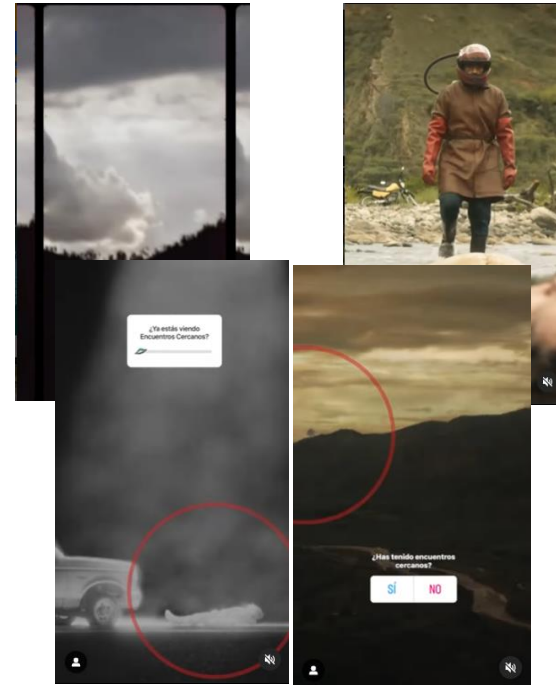 ¿Ya estás viendo
Encuentros Cercanos?
¿Has tenido encuentros
cercanos?
SÍ
NO